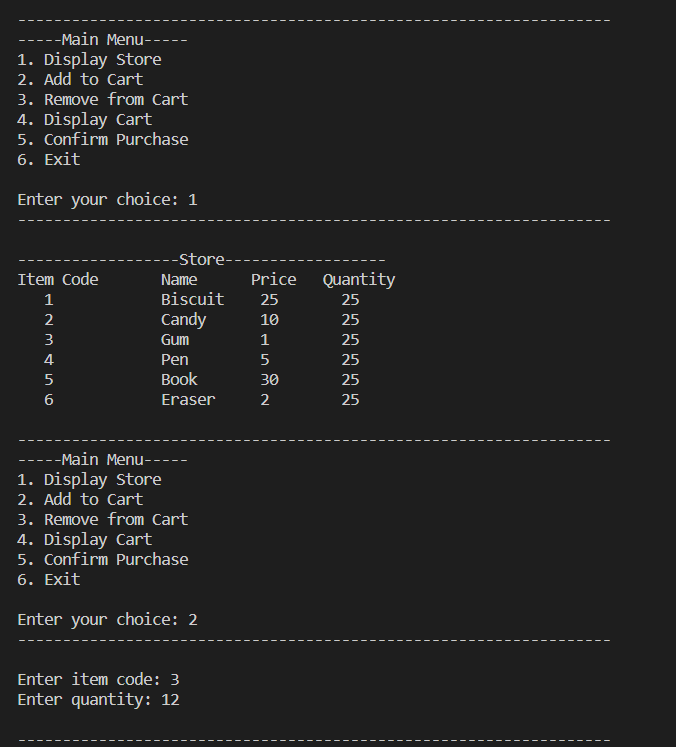 ------------------------------------------------------------------
-----Main Menu-----
1. Display Store
2. Add to Cart
3. Remove from Cart
4. Display Cart
5. Confirm Purchase
6. Exit
Enter your choice: 1
------------------------------------------------------------------
------------------Store------------------
Item Code       Name      Price   Quantity
   1            Biscuit    25       25
   2            Candy      10       25
   3            Gum        1        25
   4            Pen        5        25
   5            Book       30       25
   6            Eraser     2        25
------------------------------------------------------------------
-----Main Menu-----
1. Display Store
2. Add to Cart
3. Remove from Cart
4. Display Cart
5. Confirm Purchase
6. Exit
Enter your choice: 2
------------------------------------------------------------------
Enter item code: 3
Enter quantity: 12
------------------------------------------------------------------